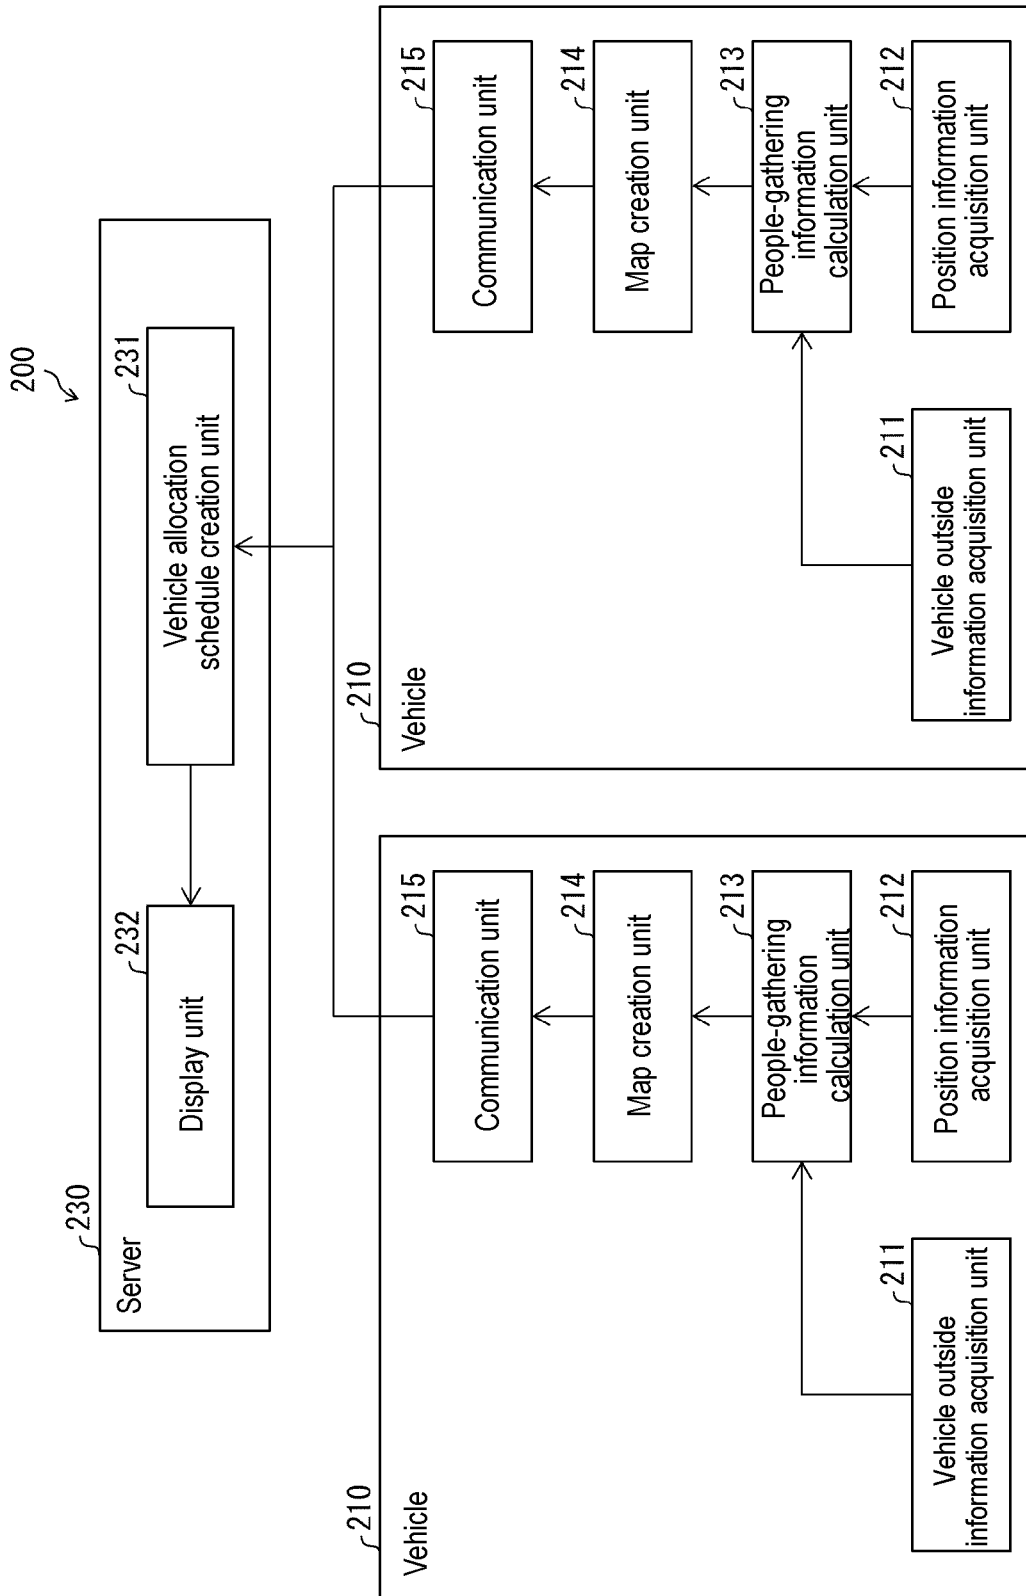 200
230
Server
232
Display unit
231
Vehicle allocation
schedule creation unit
210
Vehicle
215
Communication unit
214
Map creation unit
213
People-gathering
information
calculation unit
211
Vehicle outside
information acquisition unit
212
Position information
acquisition unit
210
Vehicle
215
Communication unit
214
Map creation unit
213
People-gathering
information
calculation unit
211
Vehicle outside
information acquisition unit
212
Position information
acquisition unit